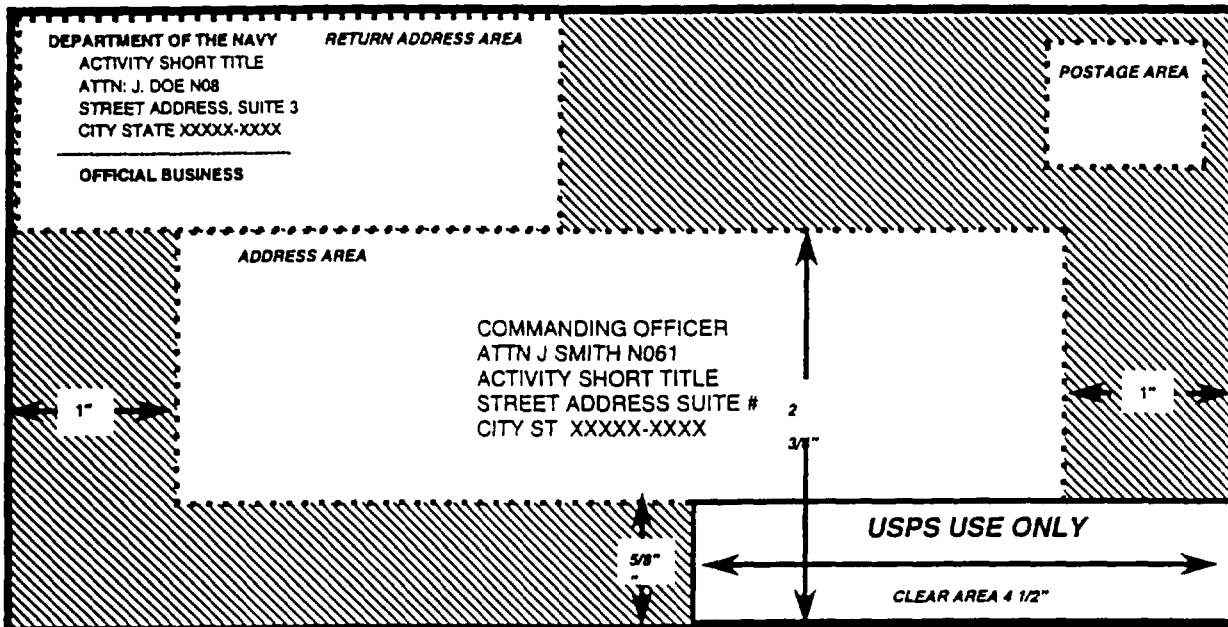 DEPARTMENT OF THE NAVY RETURN ADDRESS AREA
ACTIVITY SHORT TITLE
ATTN: J. DOE N08
STREET ADDRESS, SUITE 3
CITY STATE XXXXX-XXXX
OFFICIAL BUSINESS
POSTAGE AREA
ADDRESS AREA
COMMANDING OFFICER
ATTN J SMITH N061
ACTIVITY SHORT TITLE
STREET ADDRESS SUITE #
CITY ST XXXXX-XXXX
1"
2
3/8"
1"
5/8"
"
USPS USE ONLY
CLEAR AREA 4 1/2"